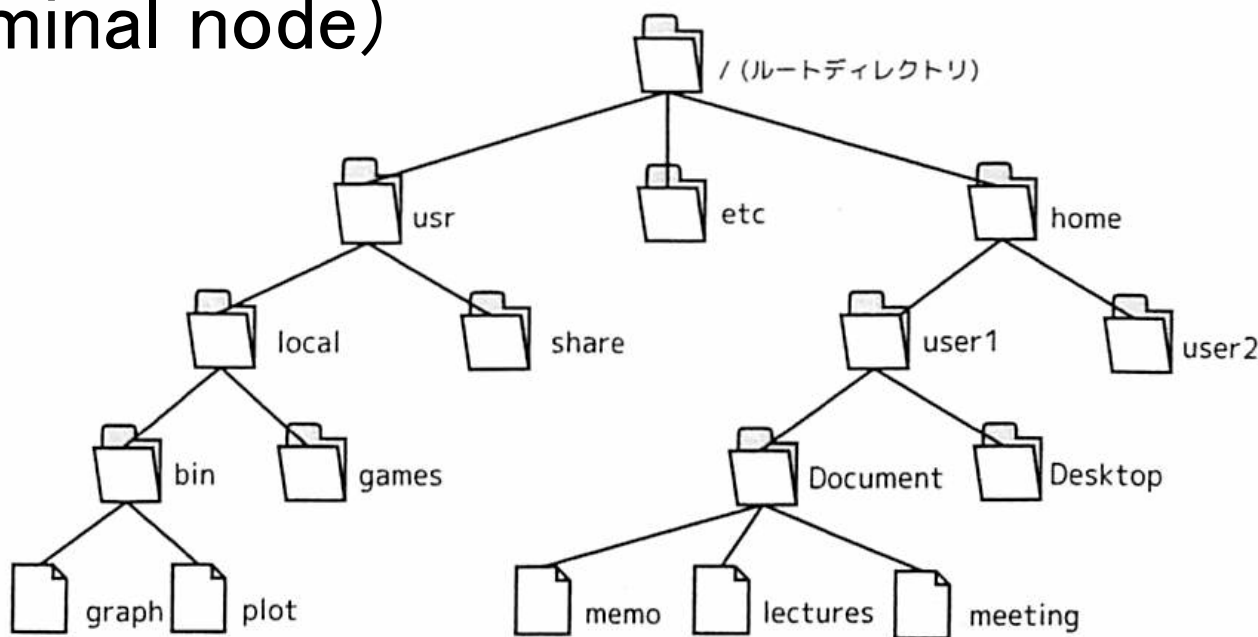 minal node)
/ (ルートディレクトリ)
usr
etc
home
local
share
user1
user2
bin
games
Document
Desktop
graph
plot
memo
lectures
meeting